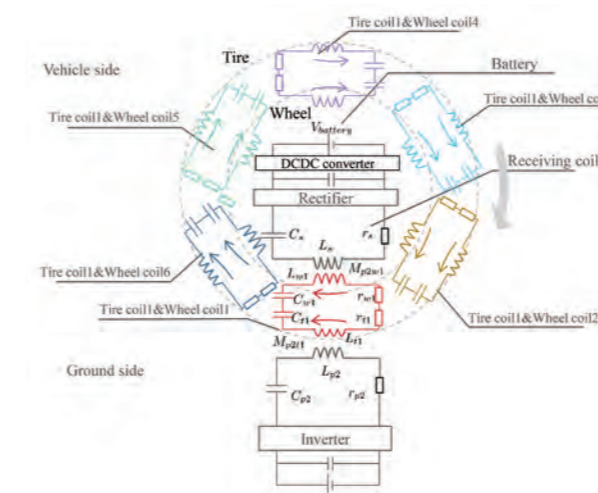 Tire coil1&Wheel coil4
Tire
Vehicle side
Battery
Tire coil1&Wheel co
Wheel
Tire coil1&Wheel coil5
V_battery
DCDC converter
Receiving coil
Rectifier
C_s
r_s
L_s
M_p2w1
Tire coil1&Wheel coil6
L_w1
C_w1
r_w1
Tire coil1&Wheel coil1
C_t1
r_t1
Tire coil1&Wheel coil2
M_p2t1
L_t1
Ground side
L_p2
C_p2
r_p2
Inverter